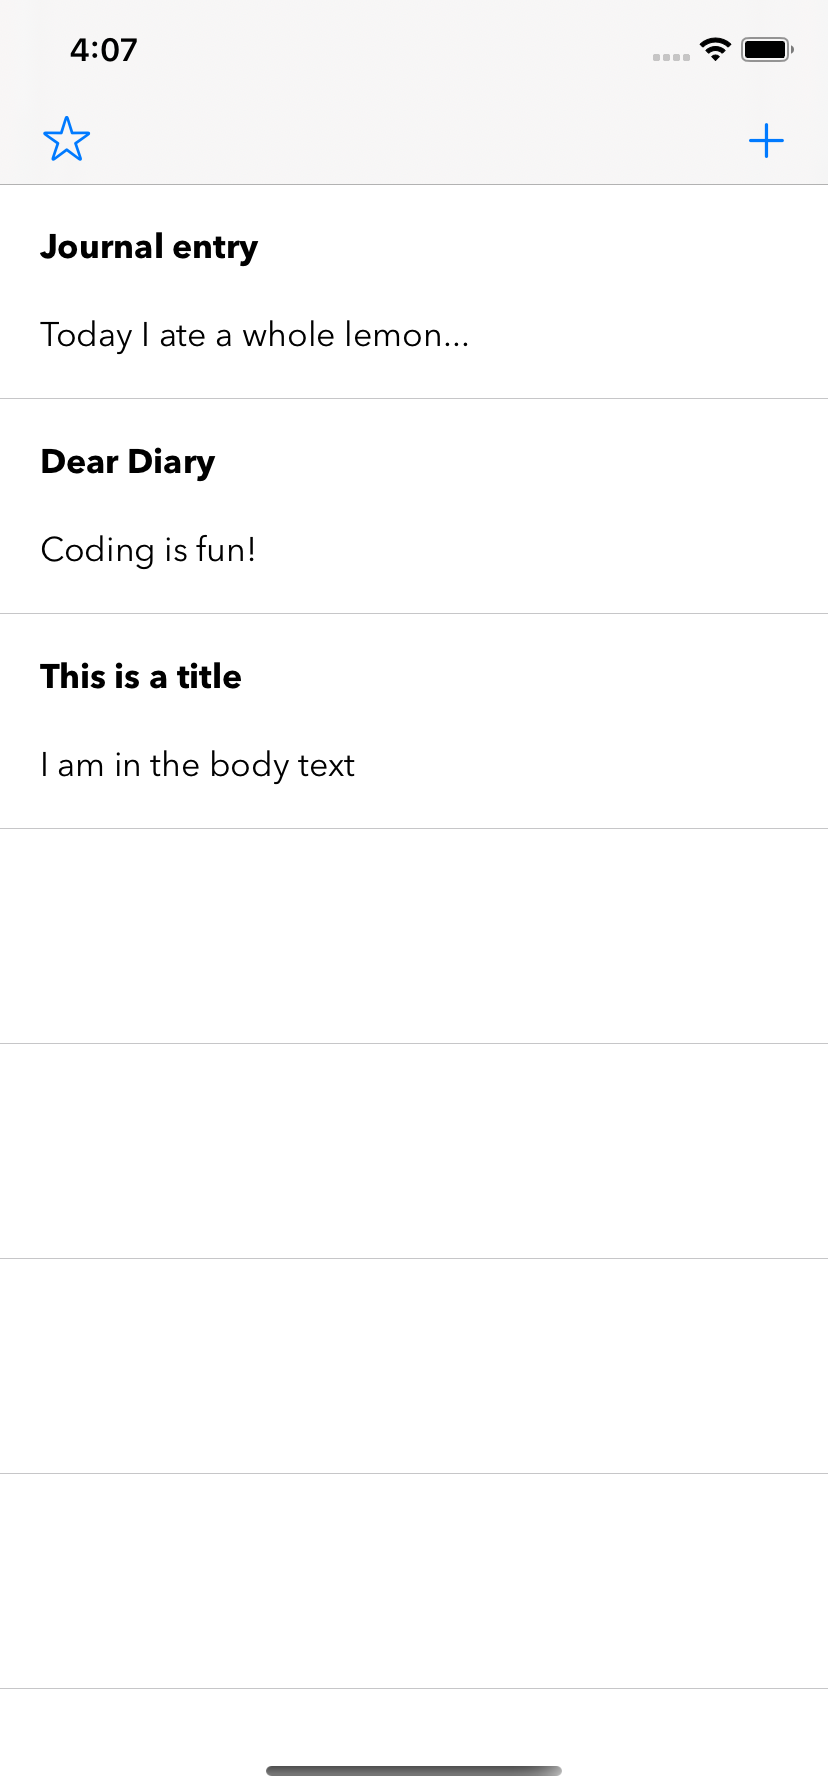 4:07
Journal entry
Today I ate a whole lemon...
Dear Diary
Coding is fun!
This is a title
I am in the body text